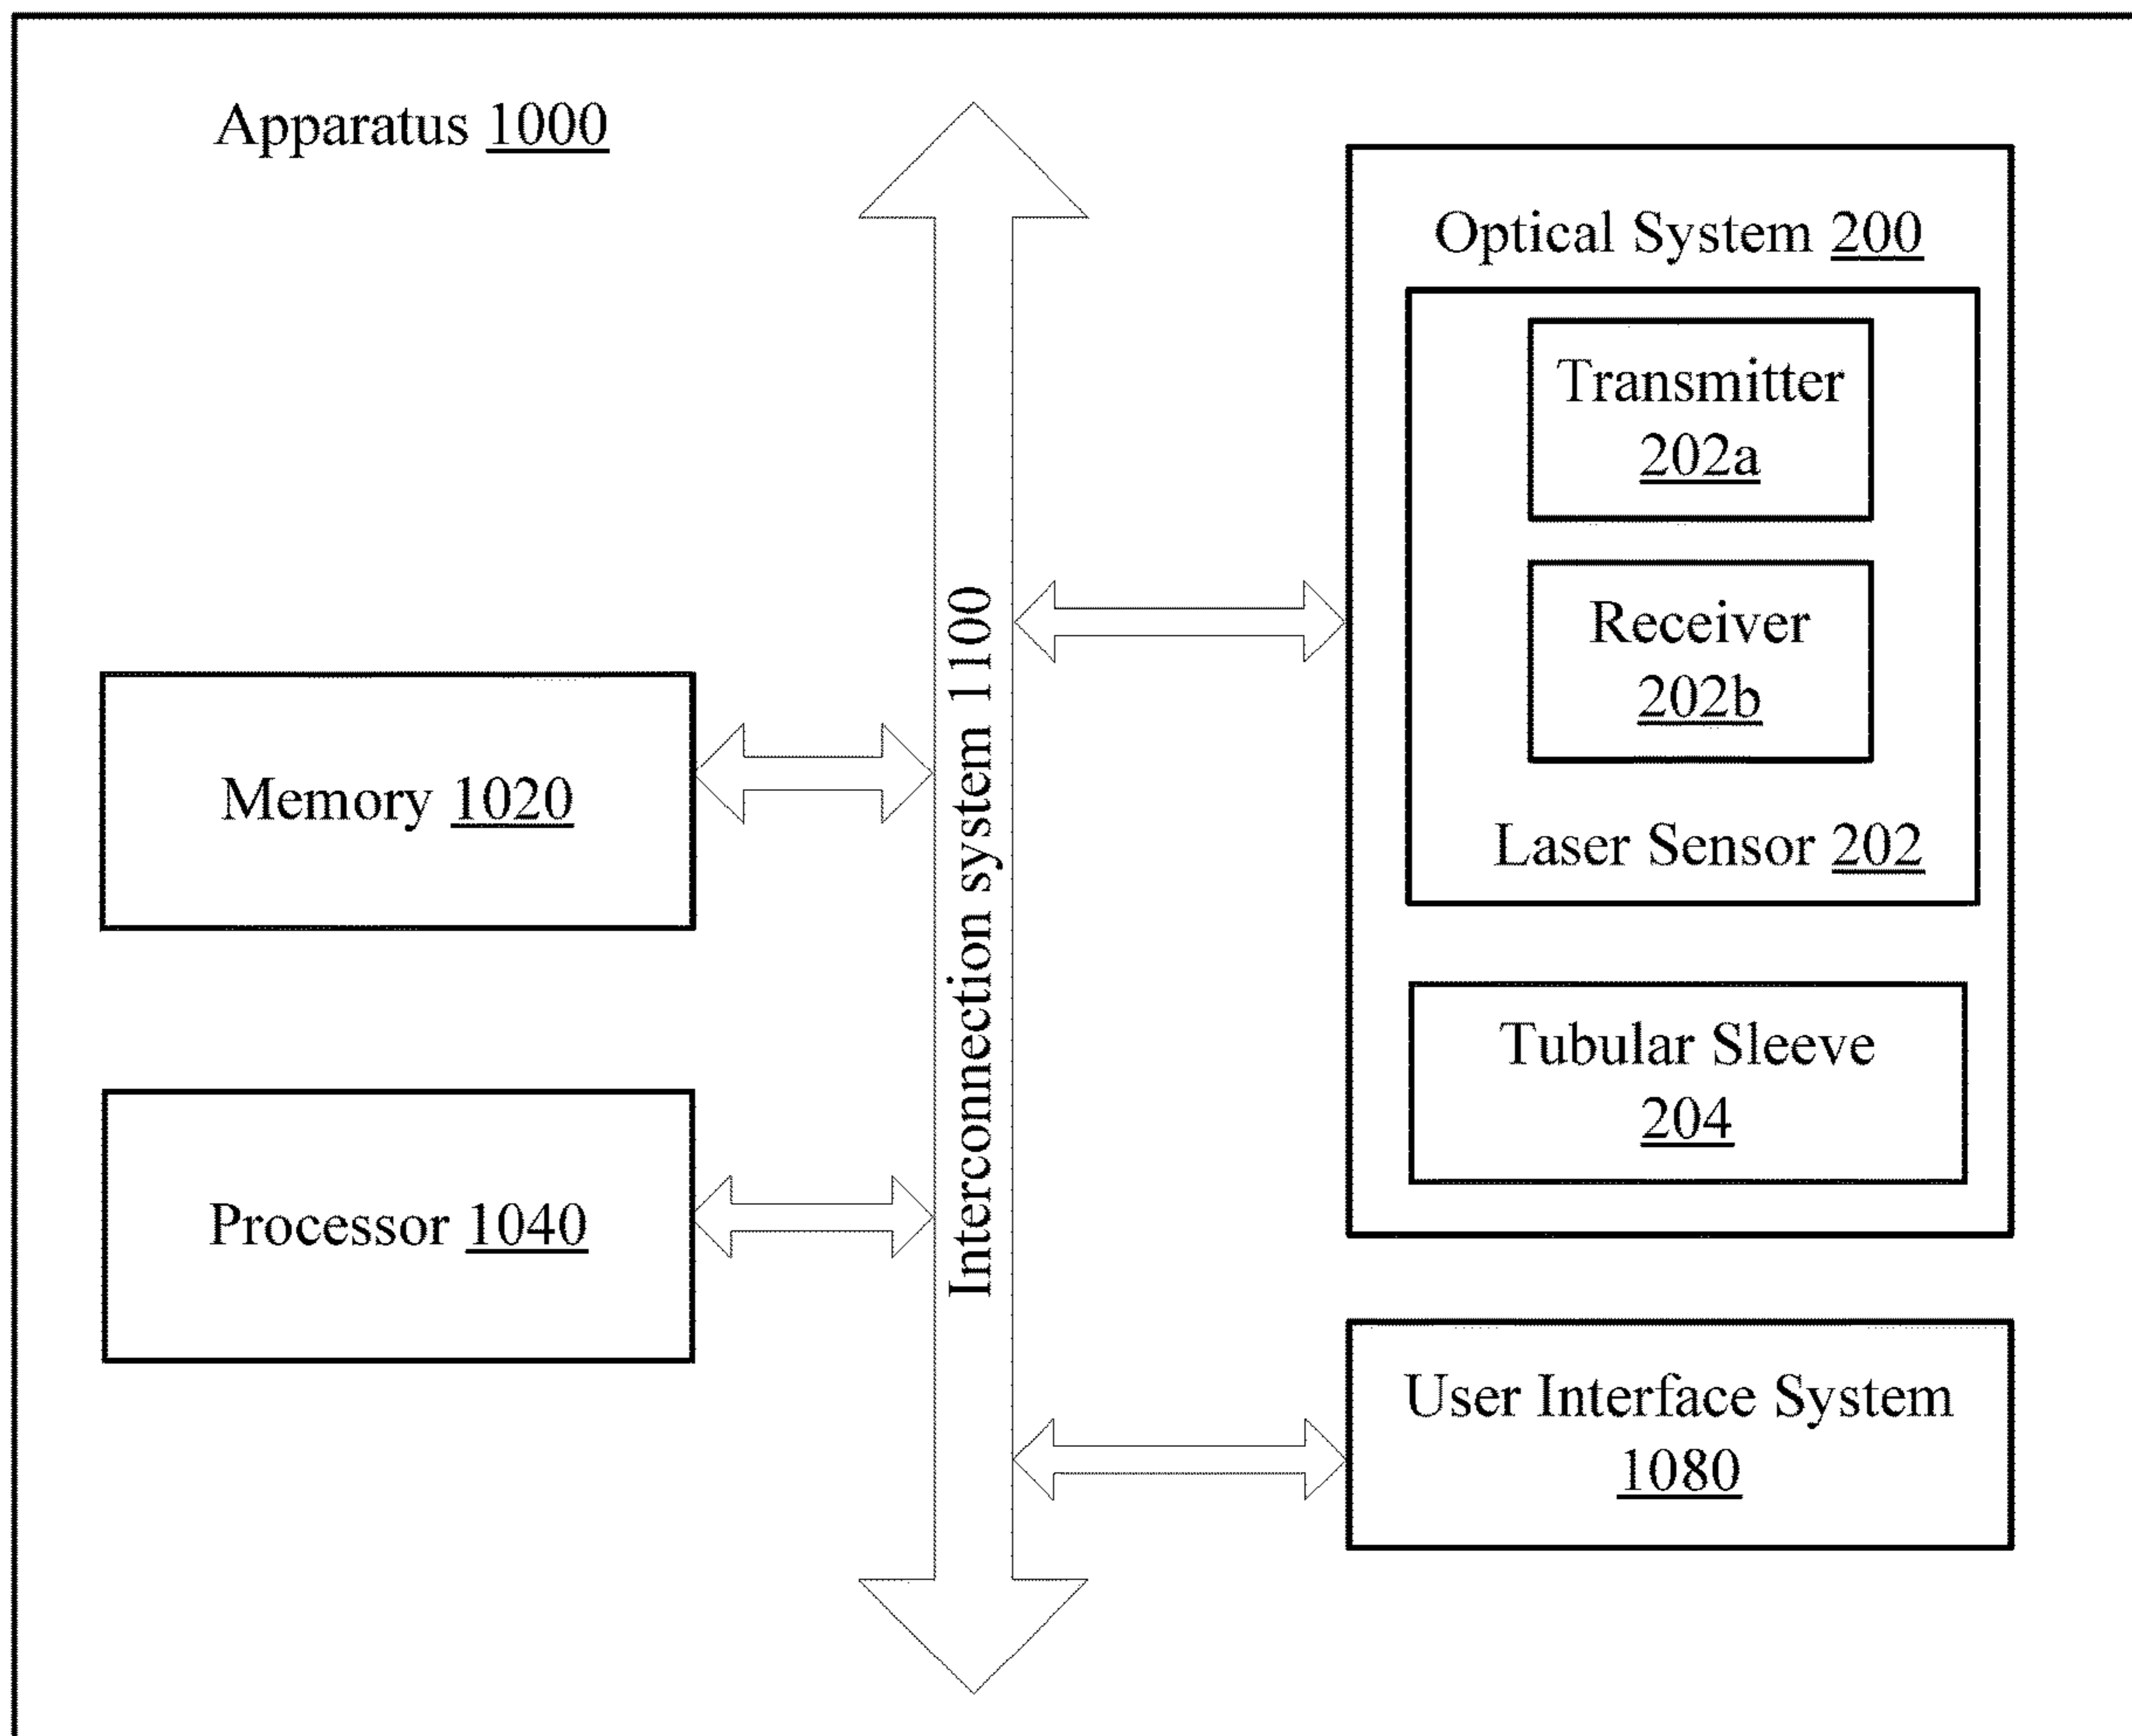 Apparatus 1000
Optical System 200
Transmitter
202a
Receiver
202b
Laser Sensor 202
Tubular Sleeve
204
Memory 1020
Processor 1040
Interconnection system 1100
User Interface System
1080